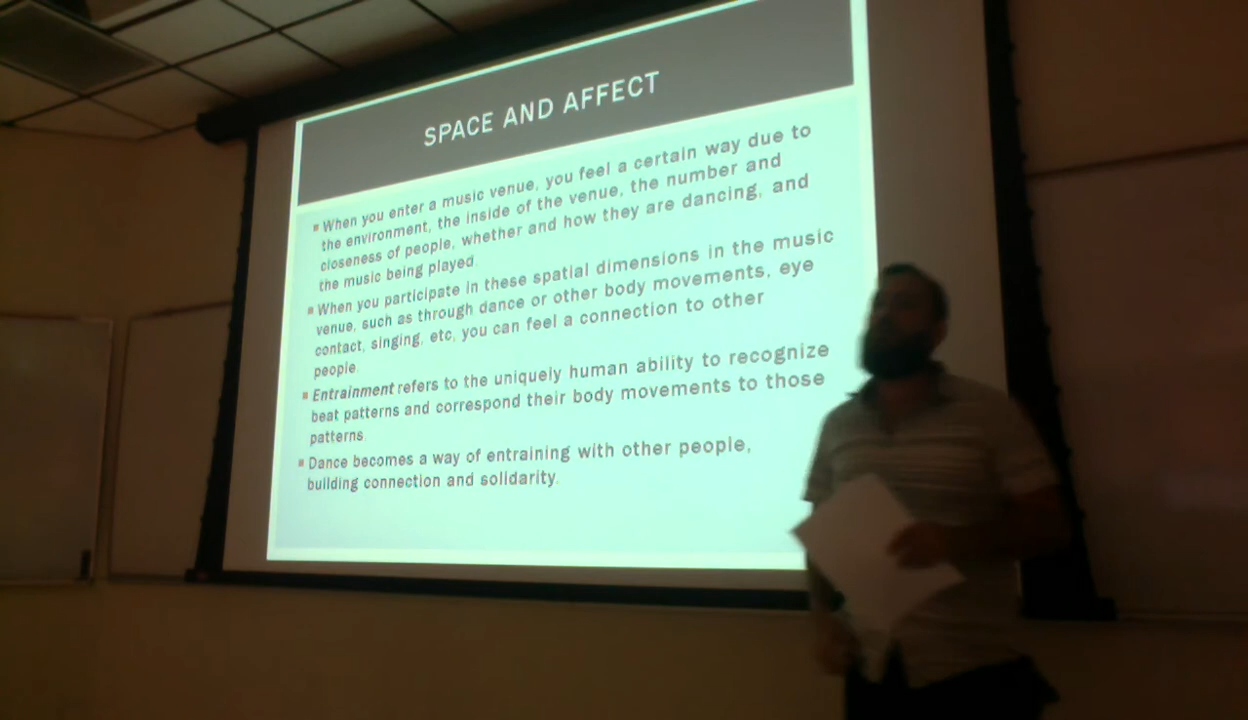 SPACE AND AFFECT
When you enter a music venue, you feel a certain way due to
the environment, the inside of the venue, the number and
closeness of people, whether and how they are dancing, and
the music being played.
When you participate in these spatial dimensions in the music
venue, such as through dance or other body movements, eye
contact, singing, etc, you can feel a connection to other
people.
Entrainment refers to the uniquely human ability to recognize
beat patterns and correspond their body movements to those
patterns.
Dance becomes a way of entraining with other people,
building connection and solidarity.